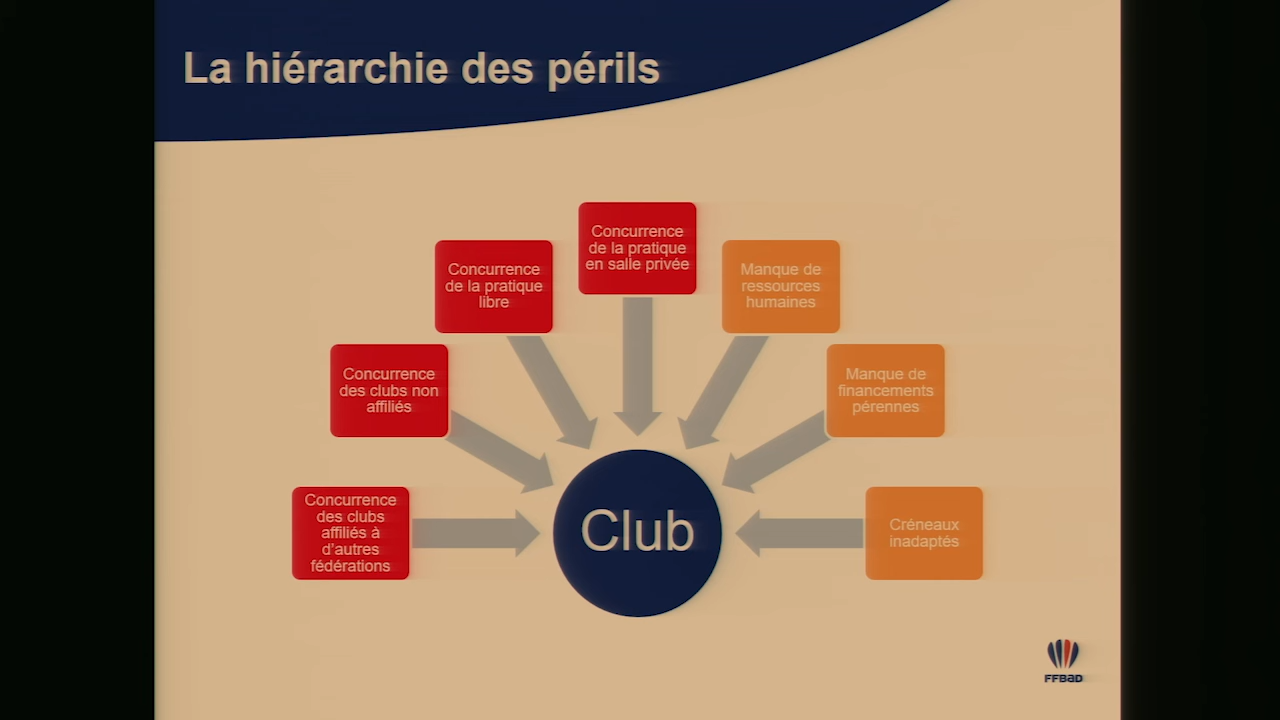 La hiérarchie des périls
Concurrence
de la pratique
en salle privée
Concurrence
de la pratique
libre
Manque de
ressources
humaines
Concurrence
des clubs non
affiliés
Manque de
financements
pérennes
Concurrence
des clubs
affiliés à
d'autres
fédérations
Club
Créneaux
inadaptés
FFBaD